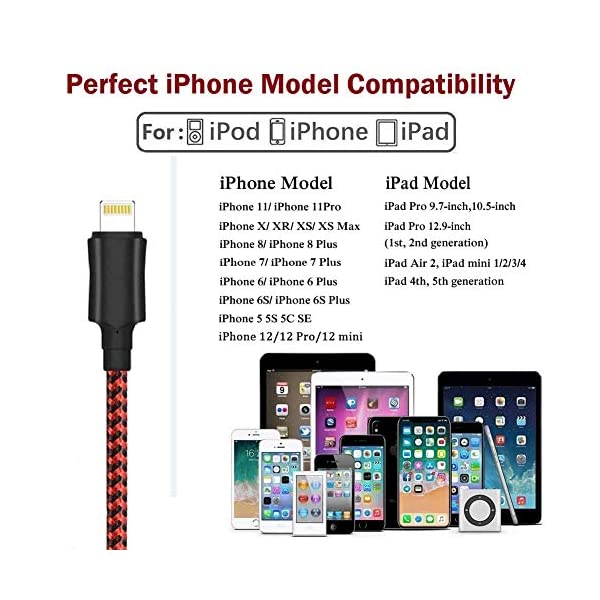 Perfect iPhone Model Compatibility
For : iPod iPhone iPad
iPhone Model
iPhone 11/ iPhone 11Pro
iPhone X/ XR/ XS/ XS Max
iPhone 8/ iPhone 8 Plus
iPhone 7/ iPhone 7 Plus
iPhone 6/ iPhone 6 Plus
iPhone 6S/ iPhone 6S Plus
iPhone 5 5S 5C SE
iPhone 12/12 Pro/12 mini
iPad Model
iPad Pro 9.7-inch,10.5-inch
iPad Pro 12.9-inch
(1st, 2nd generation)
iPad Air 2, iPad mini 1/2/3/4
iPad 4th, 5th generation